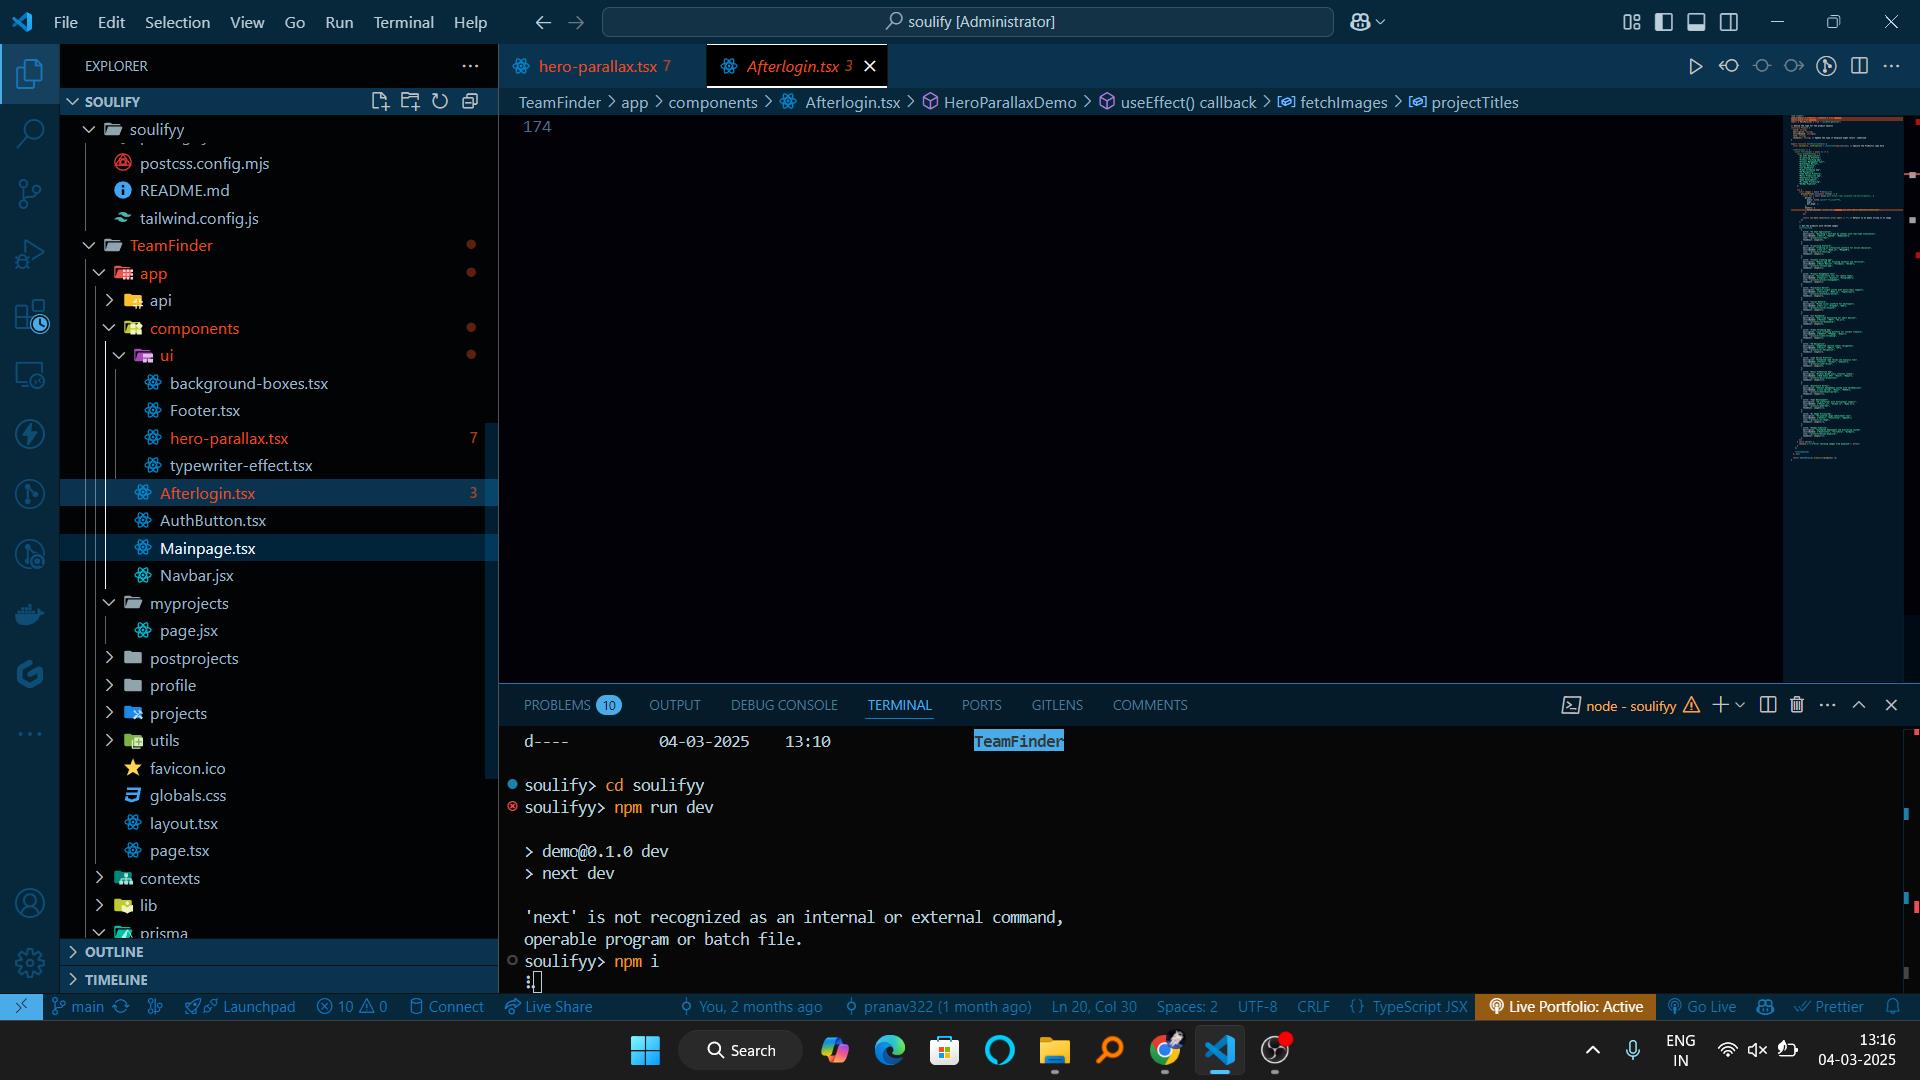 File Edit Selection View Go Run Terminal Help
soulify [Administrator]
EXPLORER
SOULIFY
soulifyy
postcss.config.mjs
README.md
tailwind.config.js
TeamFinder
app
api
components
ui
background-boxes.tsx
Footer.tsx
hero-parallax.tsx 7
typewriter-effect.tsx
Afterlogin.tsx 3
AuthButton.tsx
Mainpage.tsx
Navbar.jsx
myprojects
page.jsx
postprojects
profile
projects
utils
favicon.ico
globals.css
layout.tsx
page.tsx
contexts
lib
prisma
OUTLINE
TIMELINE
hero-parallax.tsx 7
Afterlogin.tsx 3
TeamFinder > app > components > Afterlogin.tsx > HeroParallaxDemo > useEffect() callback > fetchImages > projectTitles
174
PROBLEMS 10 OUTPUT DEBUG CONSOLE TERMINAL PORTS GITLENS COMMENTS
node - soulifyy
d---- 04-03-2025 13:10 TeamFinder
soulify> cd soulifyy
soulifyy> npm run dev
> demo@0.1.0 dev
> next dev
'next' is not recognized as an internal or external command,
operable program or batch file.
soulifyy> npm i
main Launchpad 10 0 Connect Live Share You, 2 months ago pranav322 (1 month ago) Ln 20, Col 30 Spaces: 2 UTF-8 CRLF {} TypeScript JSX Live Portfolio: Active Go Live Prettier
Search
ENG
IN
13:16
04-03-2025